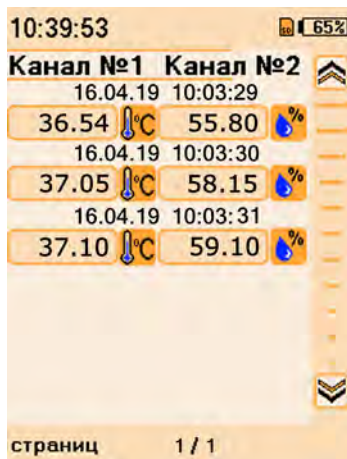 10:39:53 SD 65%
Канал №1 Канал №2
16.04.19 10:03:29
36.54 °C 55.80 %
16.04.19 10:03:30
37.05 °C 58.15 %
16.04.19 10:03:31
37.10 °C 59.10 %
страниц 1/1